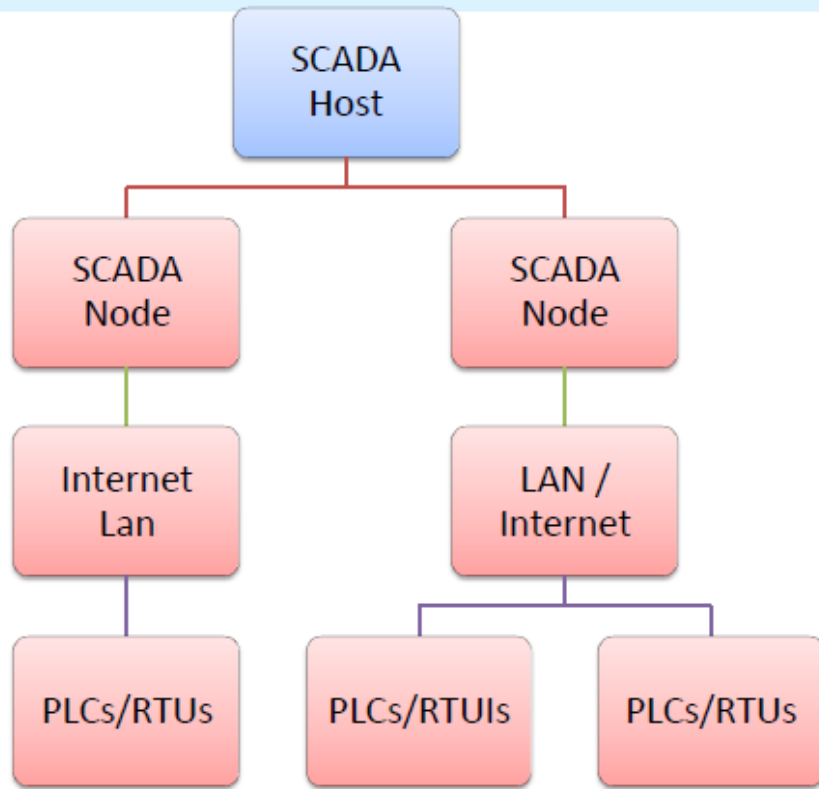 SCADA
Host
SCADA
Node
SCADA
Node
Internet
Lan
LAN /
Internet
PLCs/RTUs
PLCs/RTUIs
PLCs/RTUs